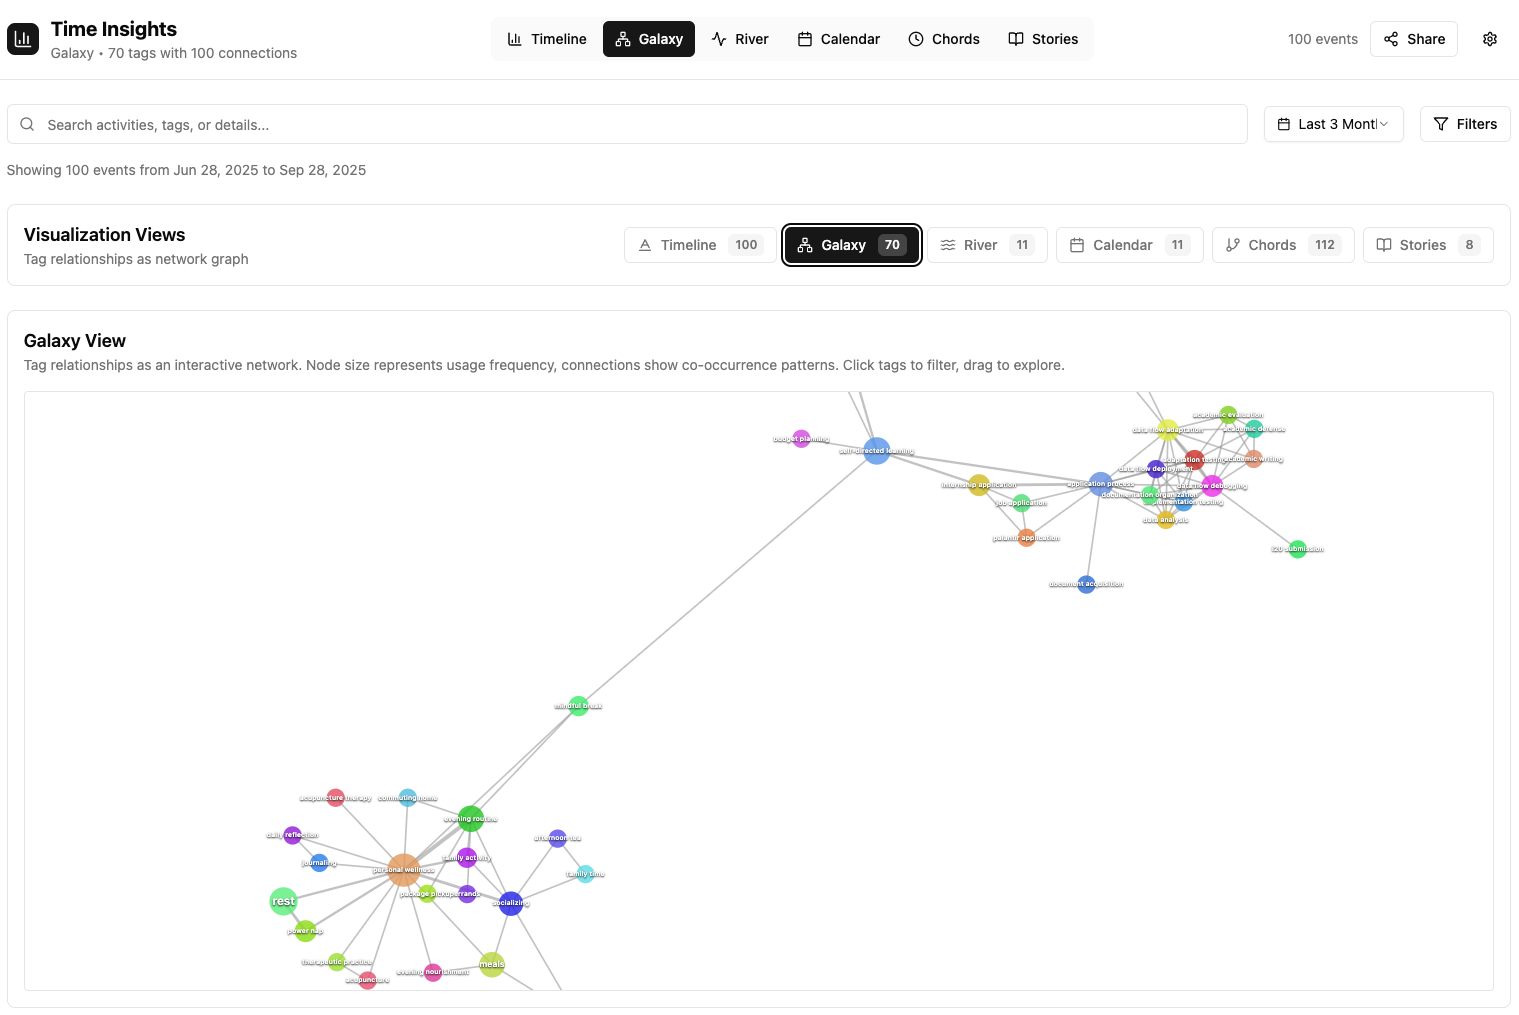 Time Insights
Galaxy • 70 tags with 100 connections
Timeline
Galaxy
River
Calendar
Chords
Stories
100 events
Share
Search activities, tags, or details...
Last 3 Mont
Filters
Showing 100 events from Jun 28, 2025 to Sep 28, 2025
Visualization Views
Tag relationships as network graph
Timeline 100
Galaxy 70
River 11
Calendar 11
Chords 112
Stories 8
Galaxy View
Tag relationships as an interactive network. Node size represents usage frequency, connections show co-occurrence patterns. Click tags to filter, drag to explore.
budget planning
self-directed learning
internship application
job application
palantir application
application process
document acquisition
data flow adaptation
academic evaluation
academic defense
academic writing
adaptation testing
data flow deployment
data flow debugging
documentation organization
implementation testing
data analysis
i20 submission
mindful break
acupuncture therapy
commuting home
evening routine
daily reflection
journaling
family activity
afternoon tea
family time
personal wellness
package pickup
errands
socializing
rest
power nap
therapeutic practice
acupuncture
evening nourishment
meals